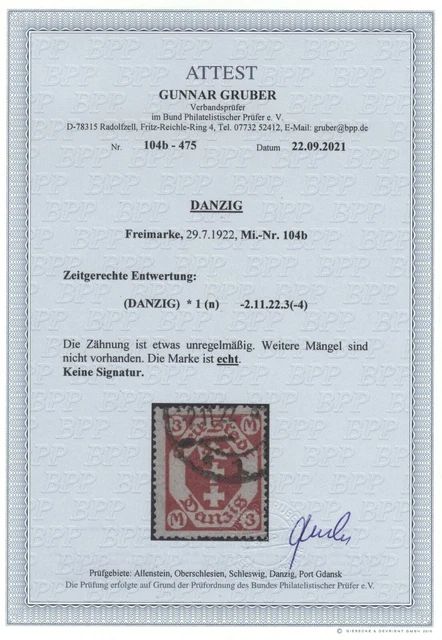 ATTEST
GUNNAR GRUBER
Verbandsprüfer
im Bund Philatelistischer Prüfer e. V.
D-78315 Radolfzell, Fritz-Reichle-Ring 4, Tel. 07732 52412, E-Mail: gruber@bpp.de
Nr. 104b - 475 Datum 22.09.2021
DANZIG
Freimarke, 29.7.1922, Mi.-Nr. 104b
Zeitgerechte Entwertung:
(DANZIG) * 1 (n) -2.11.22.3(-4)
Die Zähnung ist etwas unregelmäßig. Weitere Mängel sind
nicht vorhanden. Die Marke ist echt.
Keine Signatur.
3 M
Danzig
M 3
Prüfgebiete: Allenstein, Oberschlesien, Schleswig, Danzig, Port Gdansk
Die Prüfung erfolgte auf Grund der Prüfordnung des Bundes Philatelistischer Prüfer e.V.